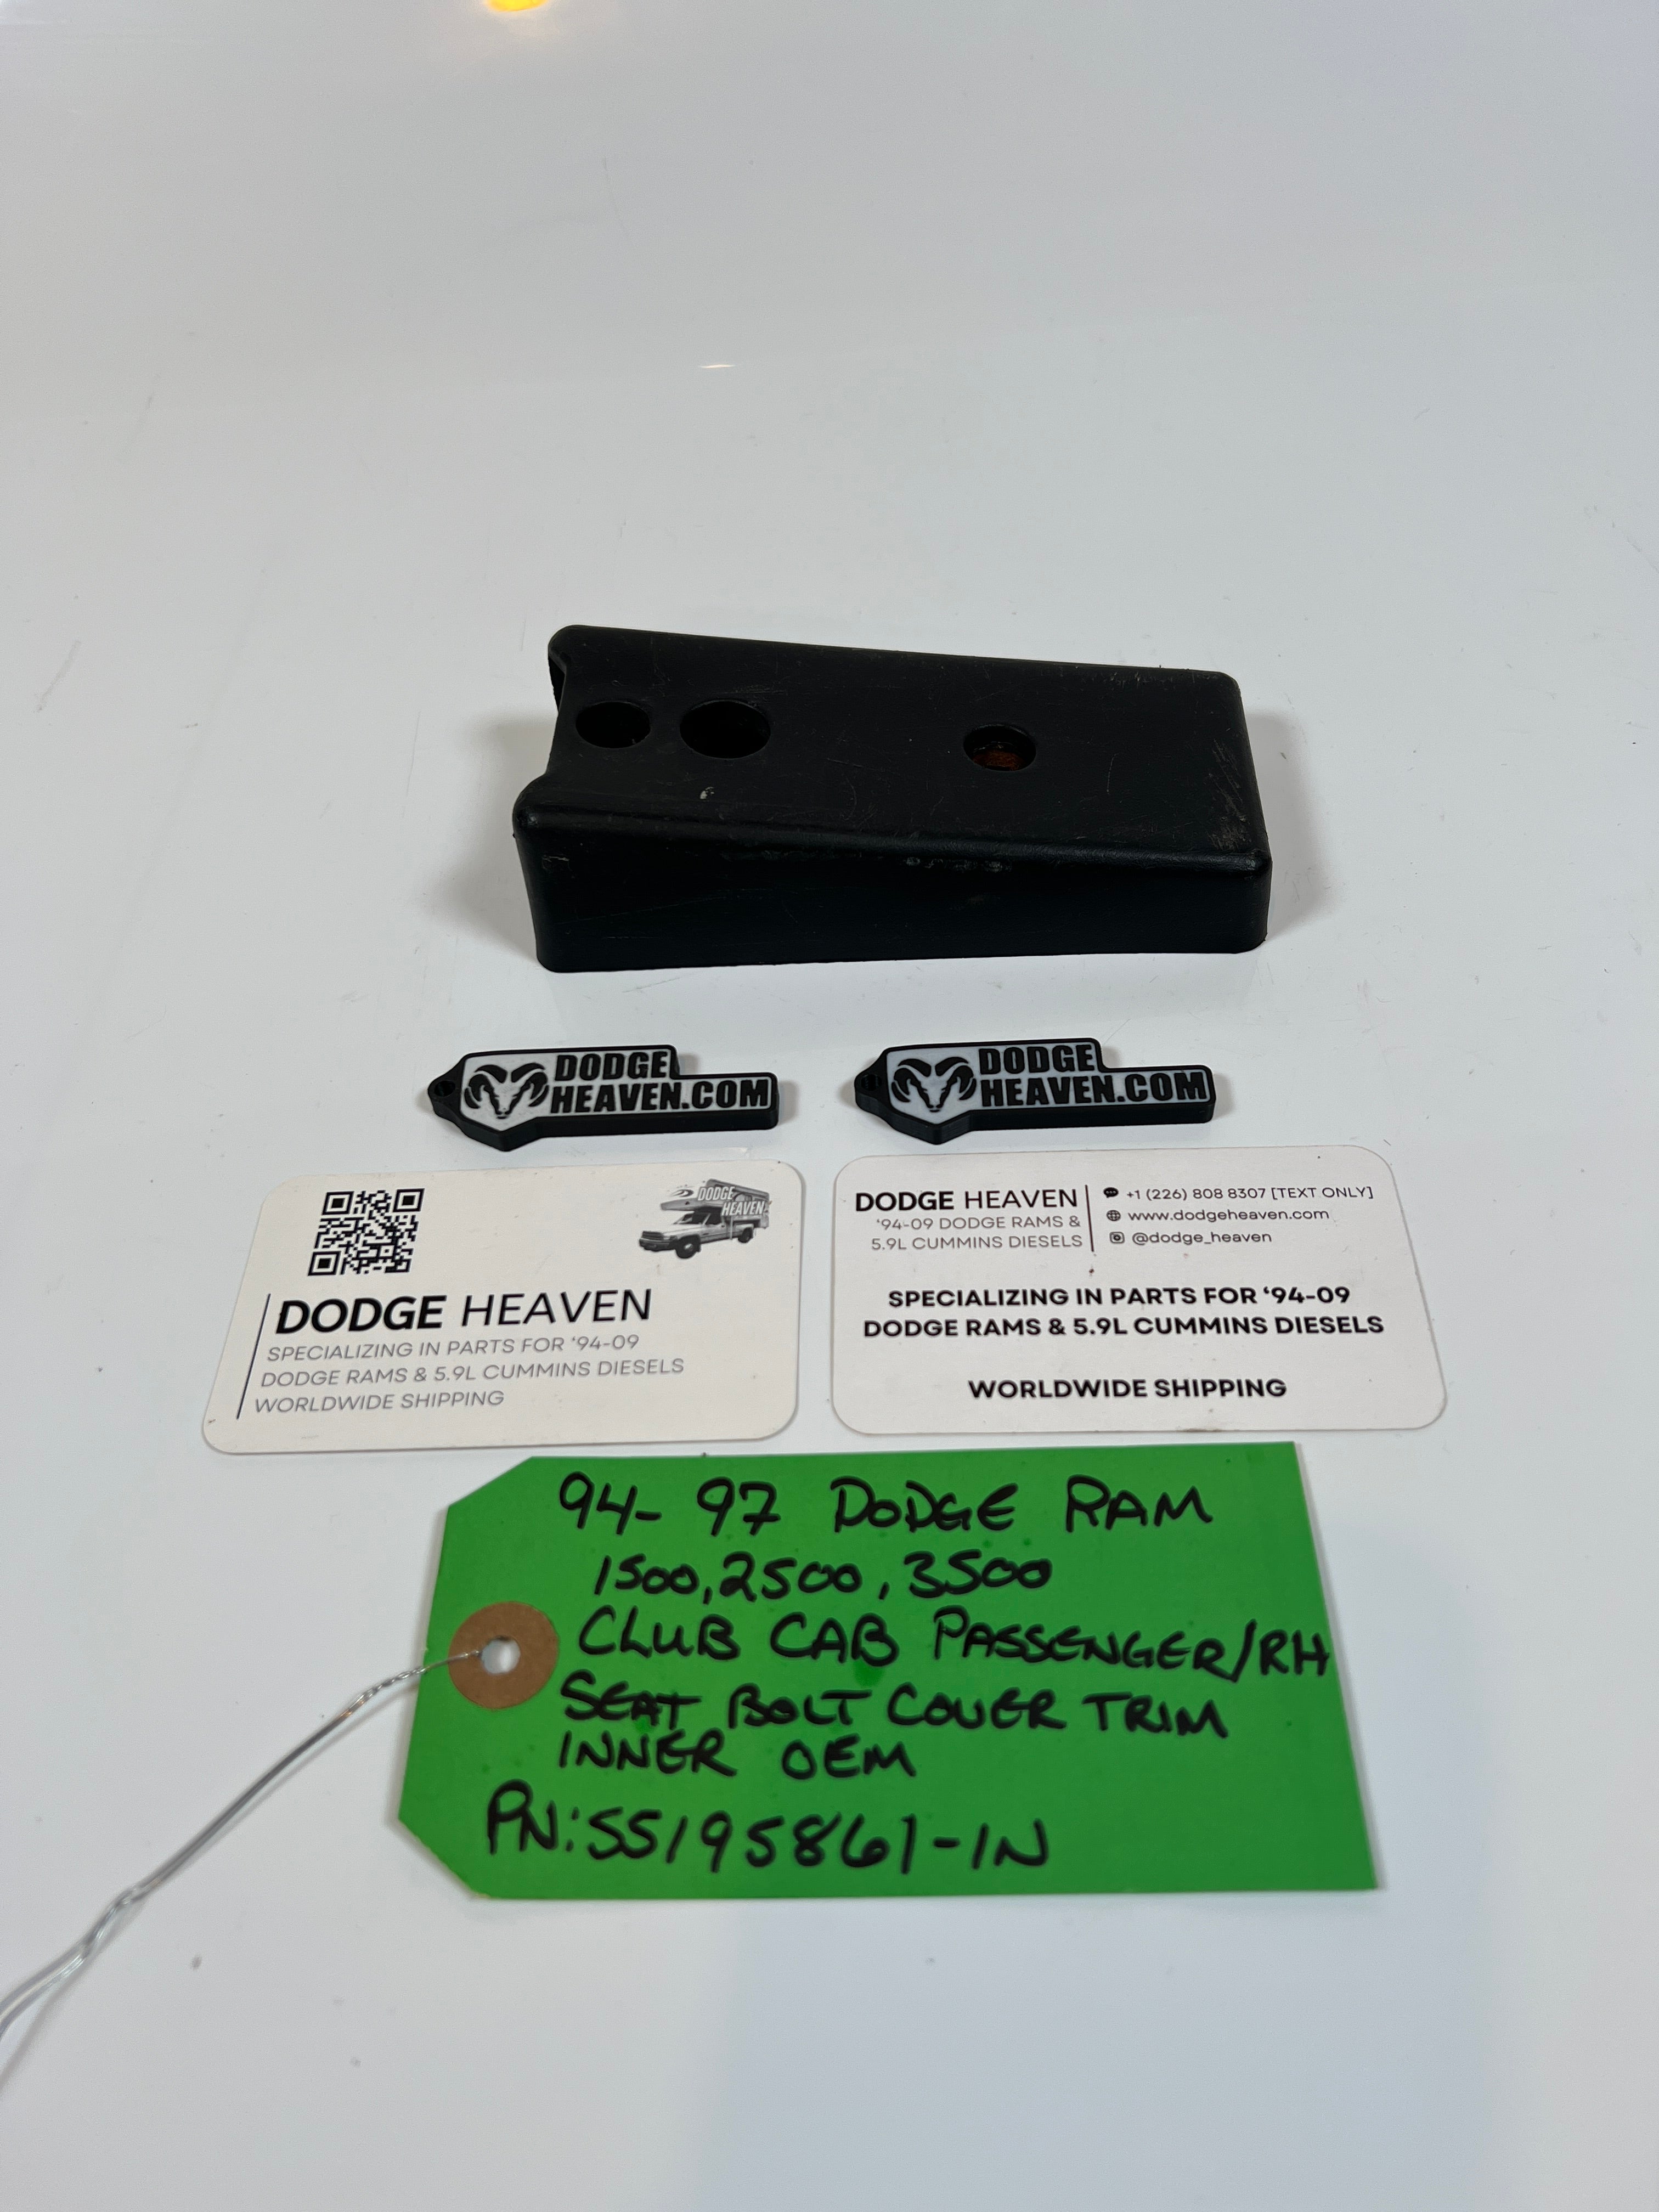 DODGE
HEAVEN.COM
DODGE
HEAVEN.COM
DODGE
HEAVEN
DODGE HEAVEN
SPECIALIZING IN PARTS FOR ‘94-09
DODGE RAMS & 5.9L CUMMINS DIESELS
WORLDWIDE SHIPPING
DODGE HEAVEN
‘94-09 DODGE RAMS &
5.9L CUMMINS DIESELS
+1 (226) 808 8307 [TEXT ONLY]
www.dodgeheaven.com
@dodge_heaven
SPECIALIZING IN PARTS FOR ‘94-09
DODGE RAMS & 5.9L CUMMINS DIESELS
WORLDWIDE SHIPPING
94-97 DODGE RAM
1500, 2500, 3500
CLUB CAB PASSENGER/RH
SEAT BOLT COVER TRIM
INNER OEM
PN: 55195861-IN